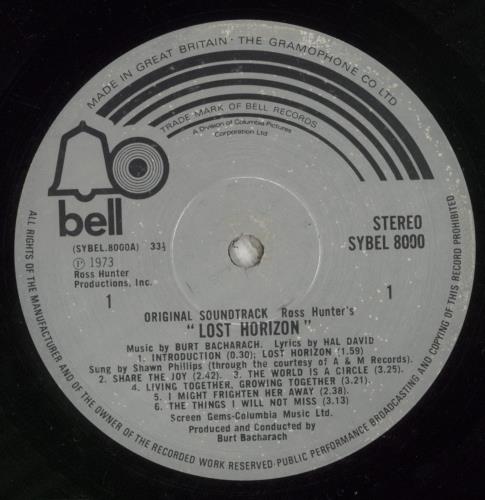 MADE IN GREAT BRITAIN · THE GRAMOPHONE CO LTD
TRADE MARK OF BELL RECORDS
A Division of Columbia Pictures
Corporation Ltd
bell
STEREO
SYBEL 8000
(SYBEL.8000A) 33⅓
℗ 1973
Ross Hunter
Productions, Inc.
1
1
ORIGINAL SOUNDTRACK Ross Hunter's
"LOST HORIZON"
Music by BURT BACHARACH. Lyrics by HAL DAVID
1. INTRODUCTION (0.30); LOST HORIZON (1.59)
Sung by Shawn Phillips (through the courtesy of A & M Records).
2. SHARE THE JOY (2.42). 3. THE WORLD IS A CIRCLE (3.25).
4. LIVING TOGETHER, GROWING TOGETHER (3.21).
5. I MIGHT FRIGHTEN HER AWAY (2.38).
6. THE THINGS I WILL NOT MISS (3.13)
Screen Gems-Columbia Music Ltd.
Produced and Conducted by
Burt Bacharach
ALL RIGHTS OF THE MANUFACTURER AND OF THE OWNER OF THE RECORDED WORK RESERVED·PUBLIC PERFORMANCE BROADCASTING AND COPYING OF THIS RECORD PROHIBITED